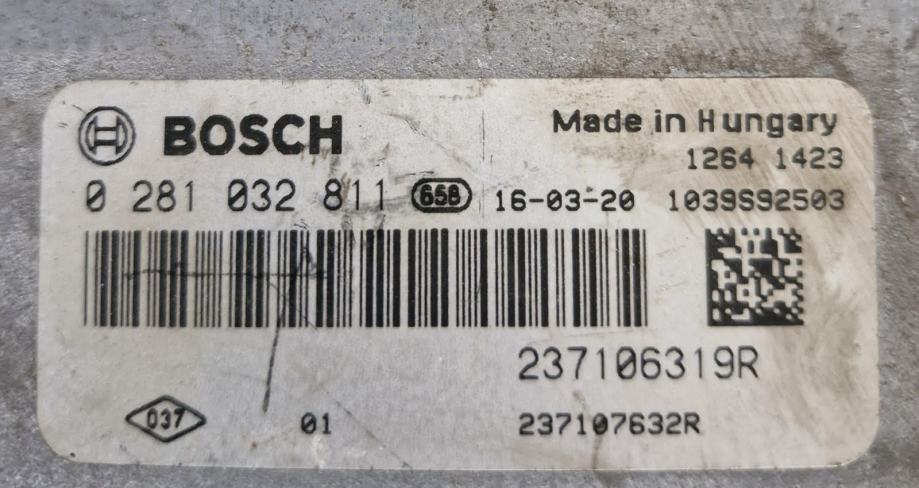 BOSCH
Made in Hungary
1264 1423
0 281 032 811 658 16-03-20 1039S92503
237106319R
037 01 237107632R